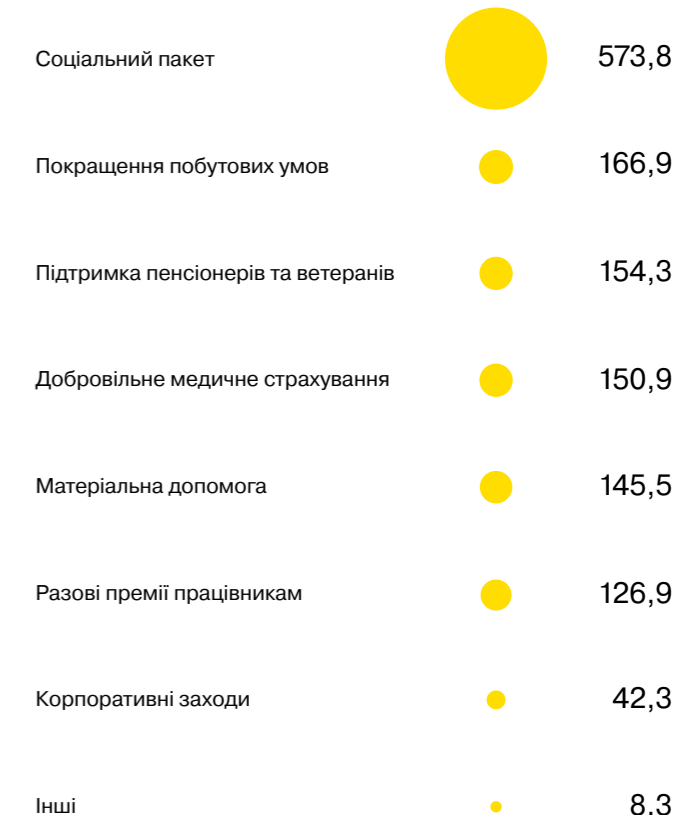 Соціальний пакет 573,8
Покращення побутових умов 166,9
Підтримка пенсіонерів та ветеранів 154,3
Добровільне медичне страхування 150,9
Матеріальна допомога 145,5
Разові премії працівникам 126,9
Корпоративні заходи 42,3
Інші 8,3